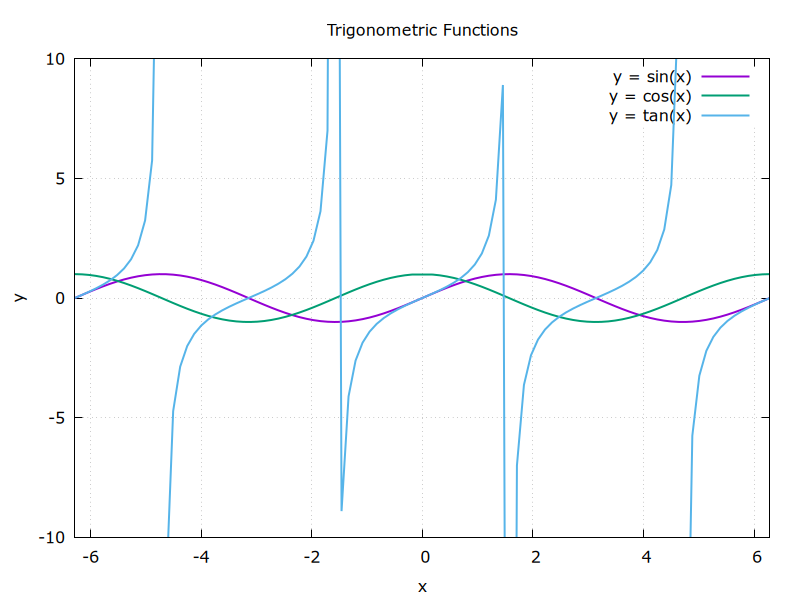 Trigonometric Functions
10
5
0
-5
-10
y
y = sin(x)
y = cos(x)
y = tan(x)
-6 -4 -2 0 2 4 6
x